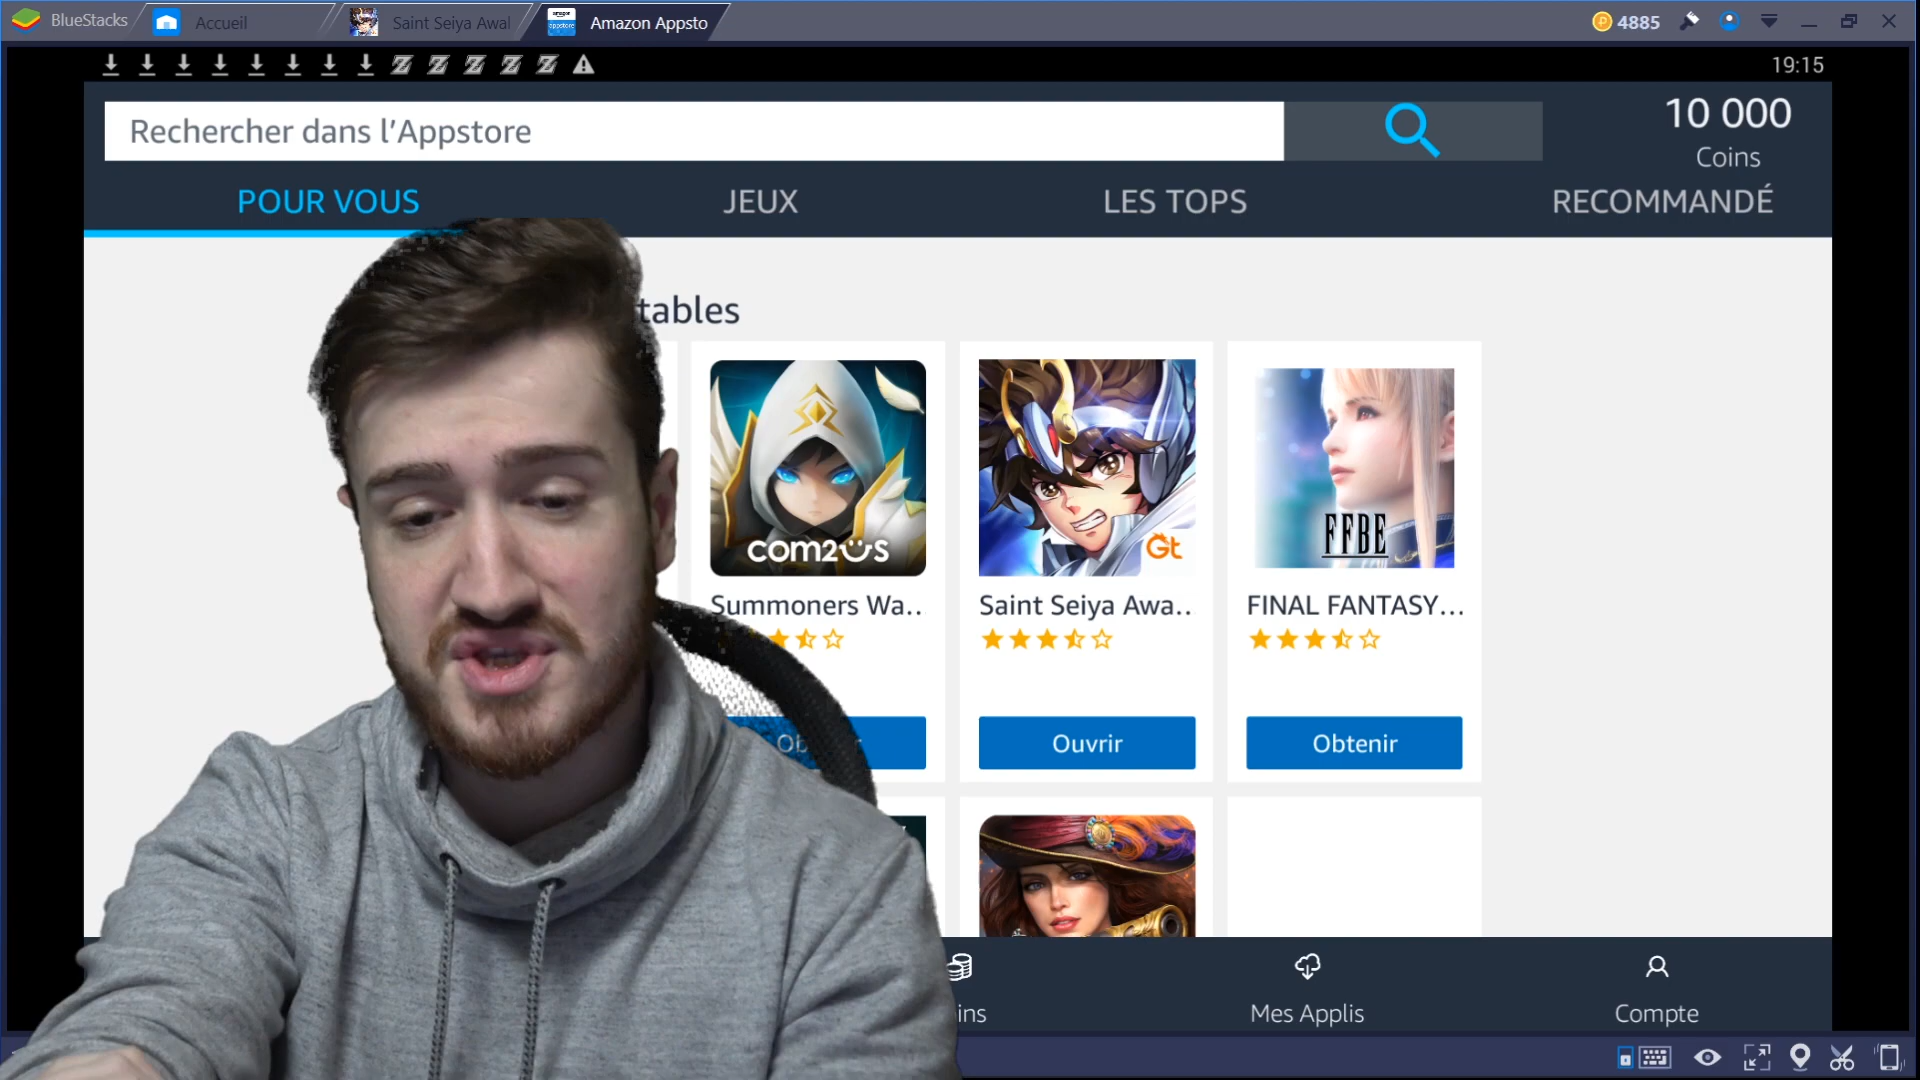 BlueStacks
Accueil
Saint Seiya Awal
Amazon Appsto
4885
19:15
Rechercher dans l'Appstore
10 000
Coins
POUR VOUS
JEUX
LES TOPS
RECOMMANDÉ
tables
com2us
Gt
FFBE
Summoners Wa...
Saint Seiya Awa...
FINAL FANTASY...
Ouvrir
Obtenir
ins
Mes Applis
Compte